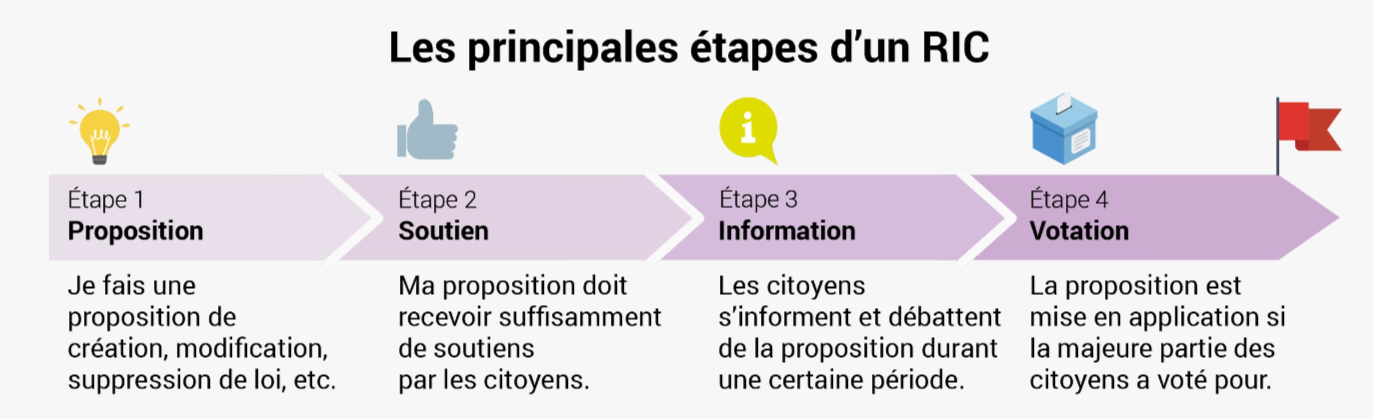 Les principales étapes d’un RIC
Étape 1
Proposition
Je fais une
proposition de
création, modification,
suppression de loi, etc.
Étape 2
Soutien
Ma proposition doit
recevoir suffisamment
de soutiens
par les citoyens.
i
Étape 3
Information
Les citoyens
s’informent et débattent
de la proposition durant
une certaine période.
Étape 4
Votation
La proposition est
mise en application si
la majeure partie des
citoyens a voté pour.